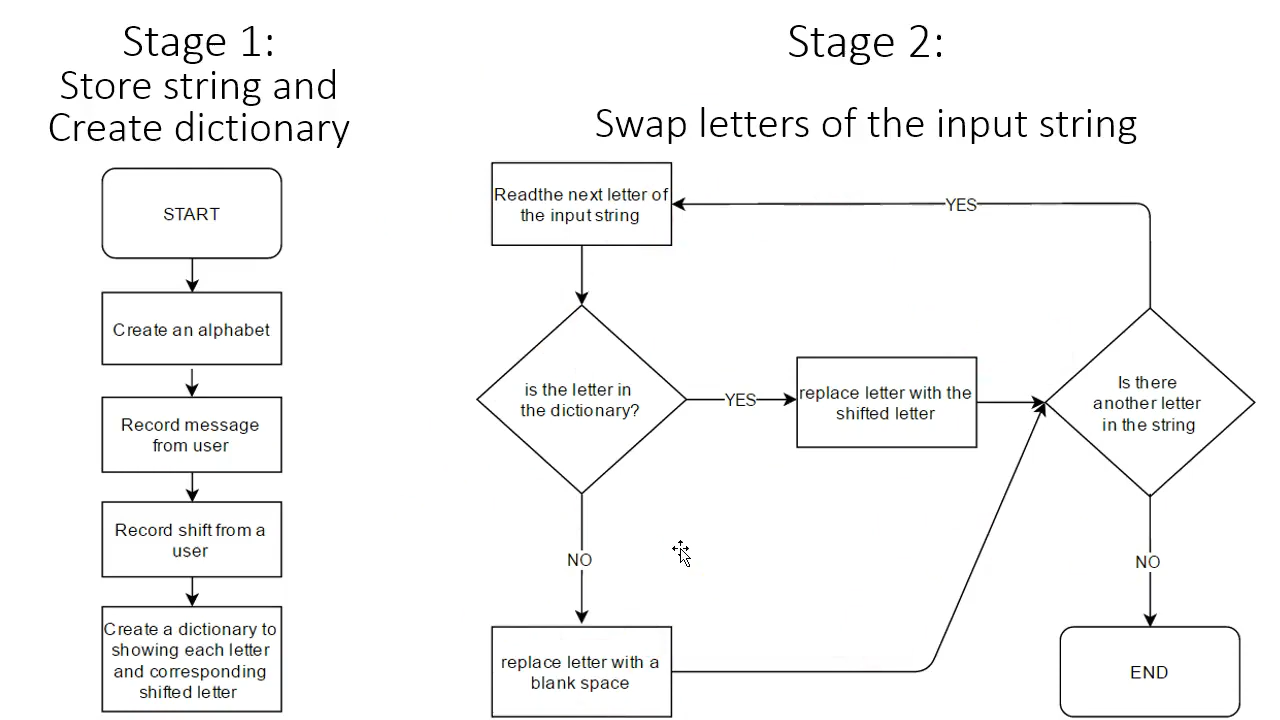 Stage 1:
Store string and
Create dictionary
START
Create an alphabet
Record message
from user
Record shift from a
user
Create a dictionary to
showing each letter
and corresponding
shifted letter
Stage 2:
Swap letters of the input string
Readthe next letter of
the input string
YES
is the letter in
the dictionary?
YES
replace letter with the
shifted letter
Is there
another letter
in the string
NO
NO
replace letter with a
blank space
END